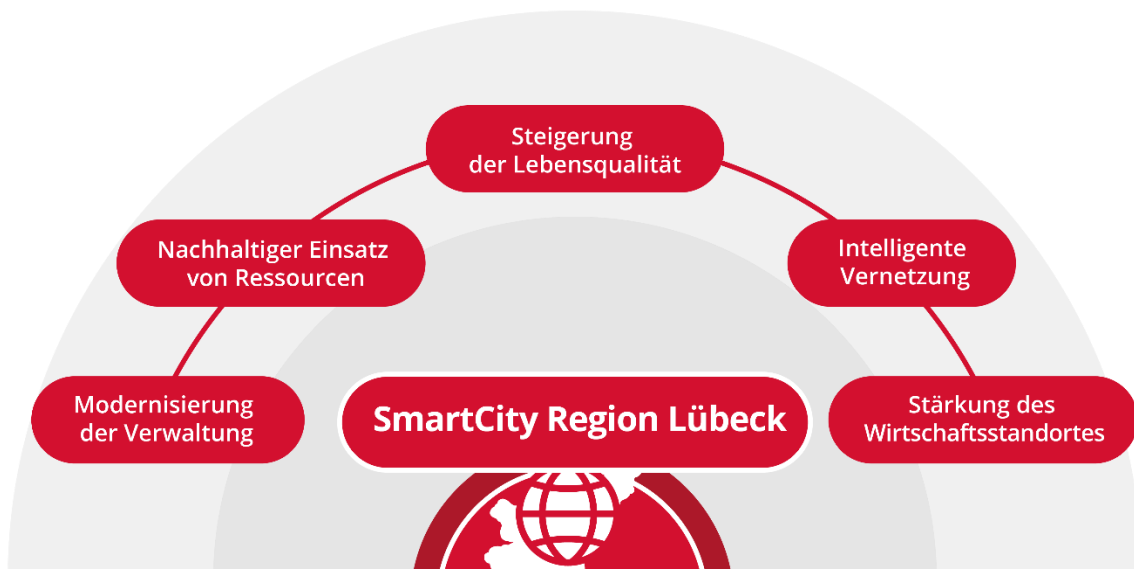 Steigerung
der Lebensqualität
Nachhaltiger Einsatz
von Ressourcen
Intelligente
Vernetzung
Modernisierung
der Verwaltung
SmartCity Region Lübeck
Stärkung des
Wirtschaftsstandortes